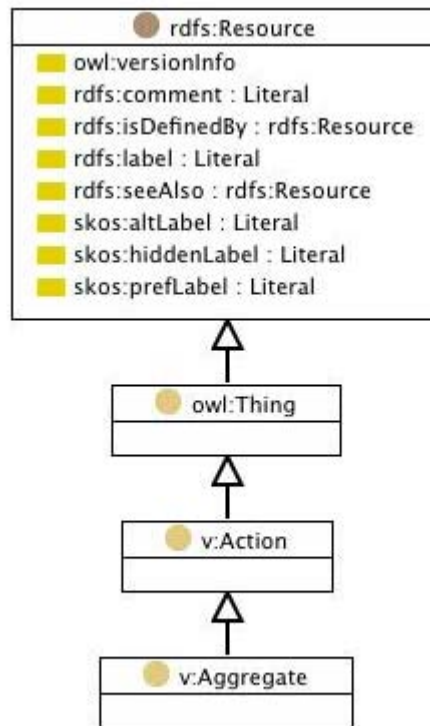 rdfs:Resource
owl:versionInfo
rdfs:comment : Literal
rdfs:isDefinedBy : rdfs:Resource
rdfs:label : Literal
rdfs:seeAlso : rdfs:Resource
skos:altLabel : Literal
skos:hiddenLabel : Literal
skos:prefLabel : Literal
owl:Thing
v:Action
v:Aggregate